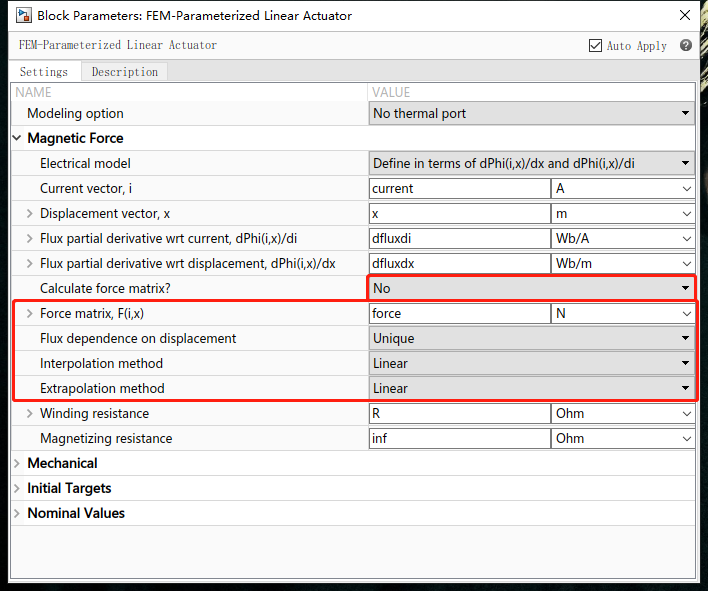 Block Parameters: FEM-Parameterized Linear Actuator
FEM-Parameterized Linear Actuator Auto Apply ?
Settings Description
NAME VALUE
Modeling option No thermal port
Magnetic Force
Electrical model Define in terms of dPhi(i,x)/dx and dPhi(i,x)/di
Current vector, i current A
Displacement vector, x x m
Flux partial derivative wrt current, dPhi(i,x)/di dfluxdi Wb/A
Flux partial derivative wrt displacement, dPhi(i,x)/dx dfluxdx Wb/m
Calculate force matrix? No
Force matrix, F(i,x) force N
Flux dependence on displacement Unique
Interpolation method Linear
Extrapolation method Linear
Winding resistance R Ohm
Magnetizing resistance inf Ohm
Mechanical
Initial Targets
Nominal Values